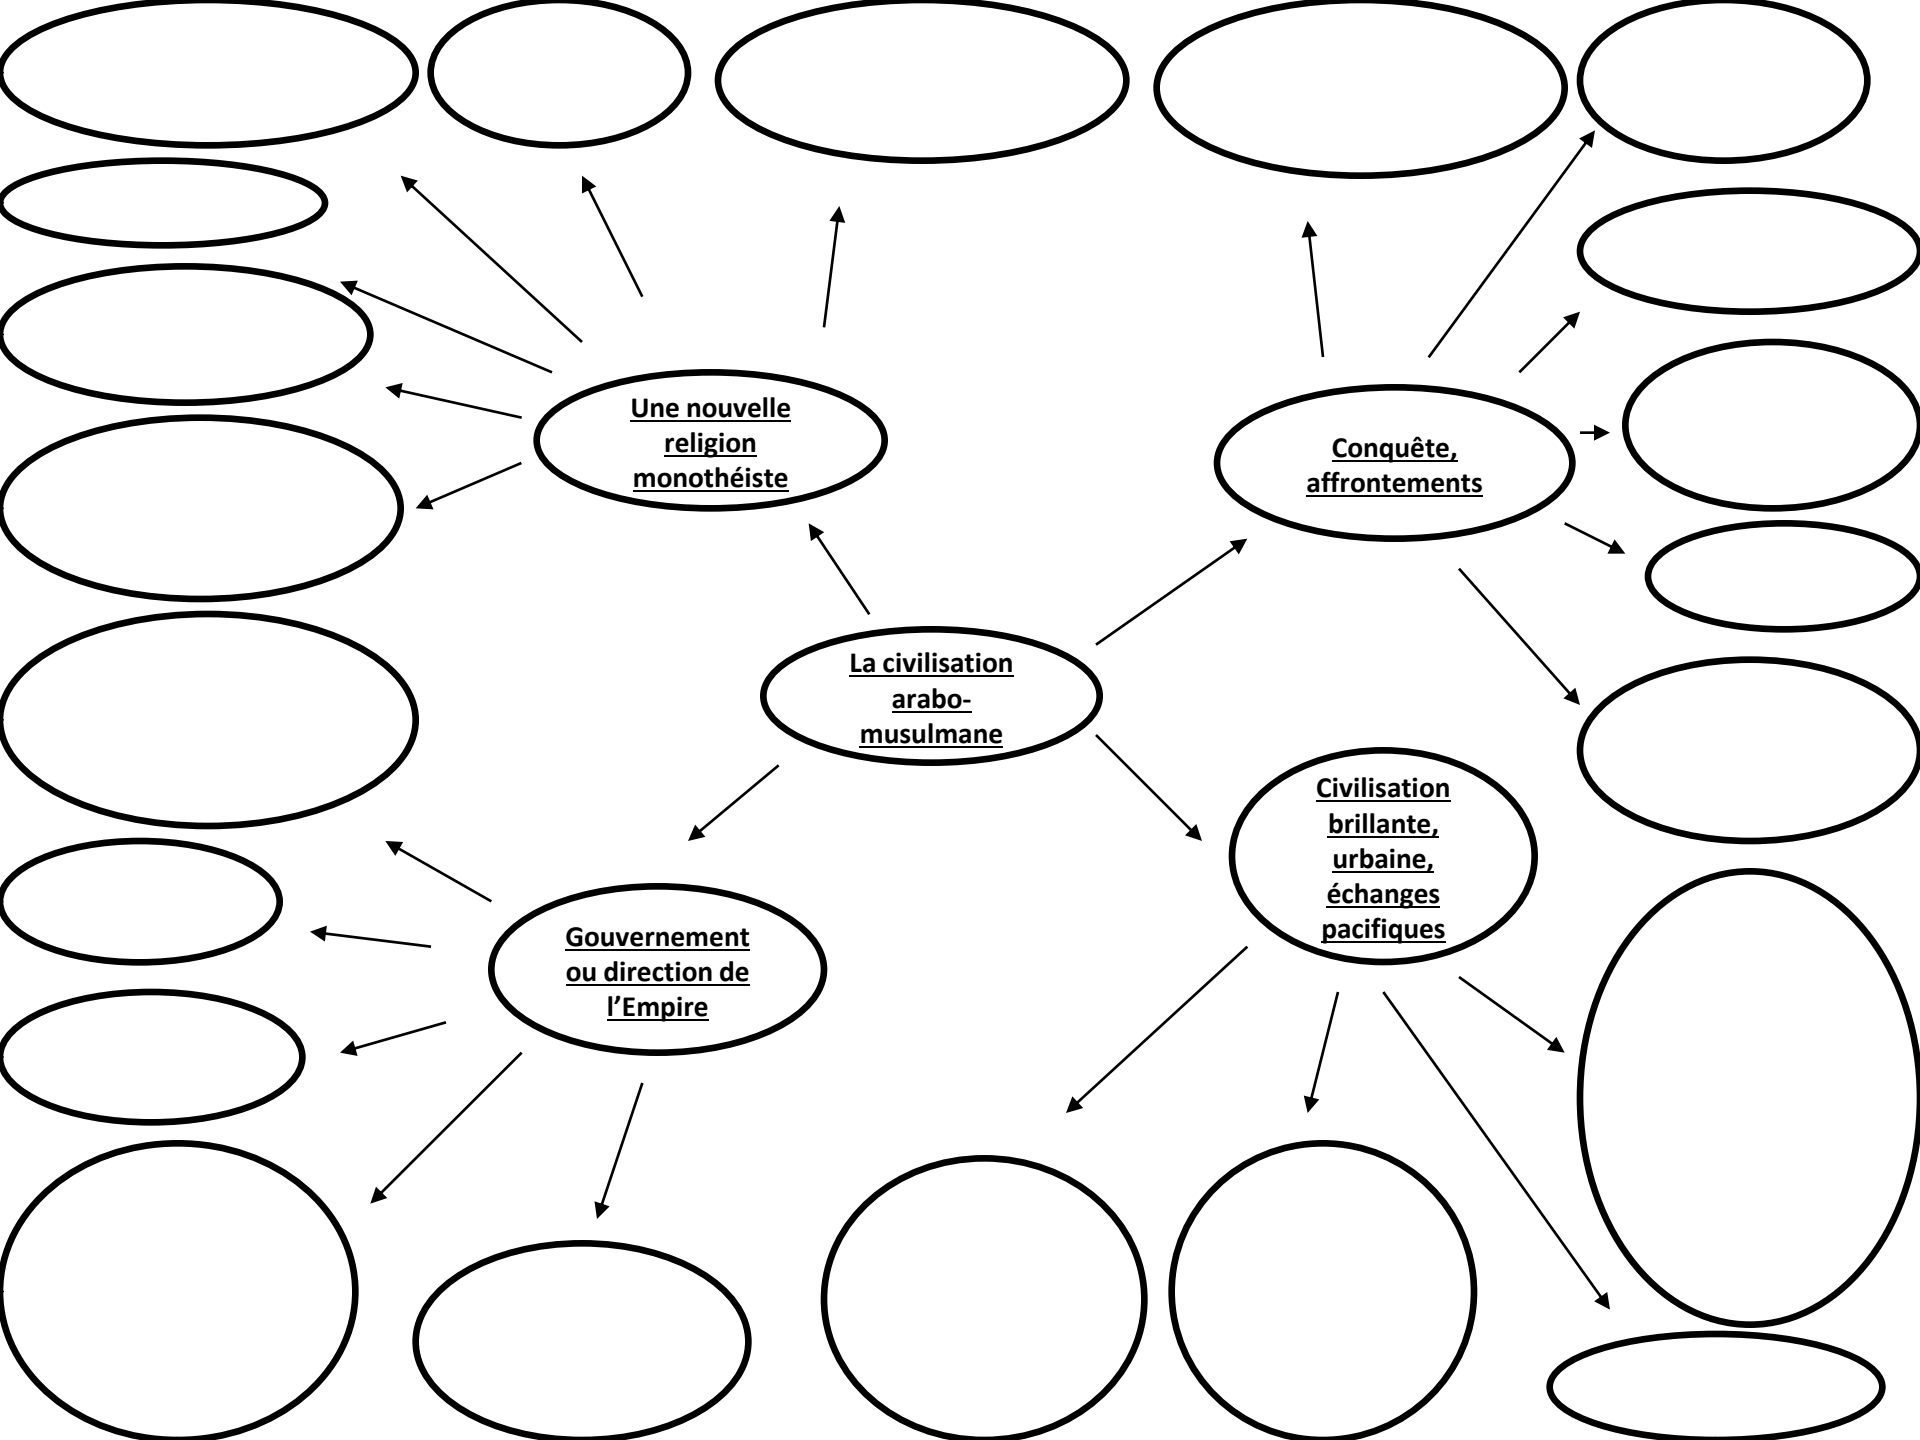 Une nouvelle
religion
monothéiste
Conquête,
affrontements
La civilisation
arabo-
musulmane
Civilisation
brillante,
urbaine,
échanges
pacifiques
Gouvernement
ou direction de
l’Empire